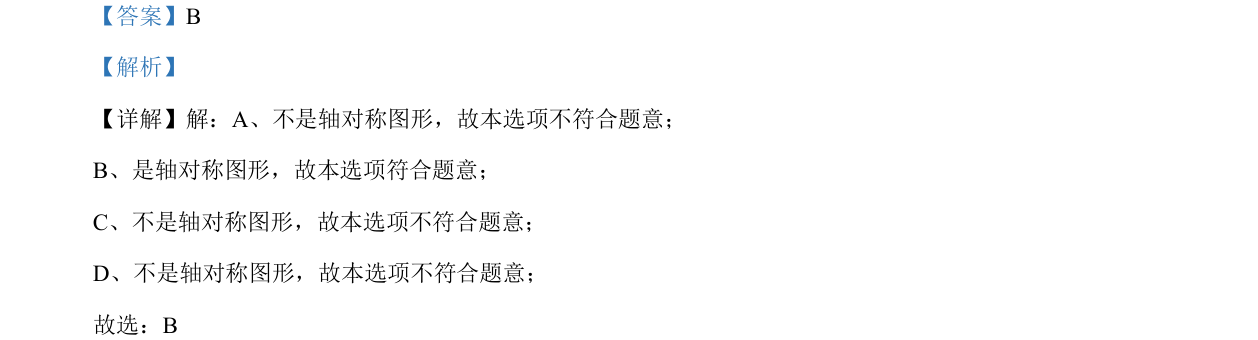 【答案】B
【解析】
【详解】解：A、不是轴对称图形，故本选项不符合题意；
B、是轴对称图形，故本选项符合题意；
C、不是轴对称图形，故本选项不符合题意；
D、不是轴对称图形，故本选项不符合题意；
故选：B